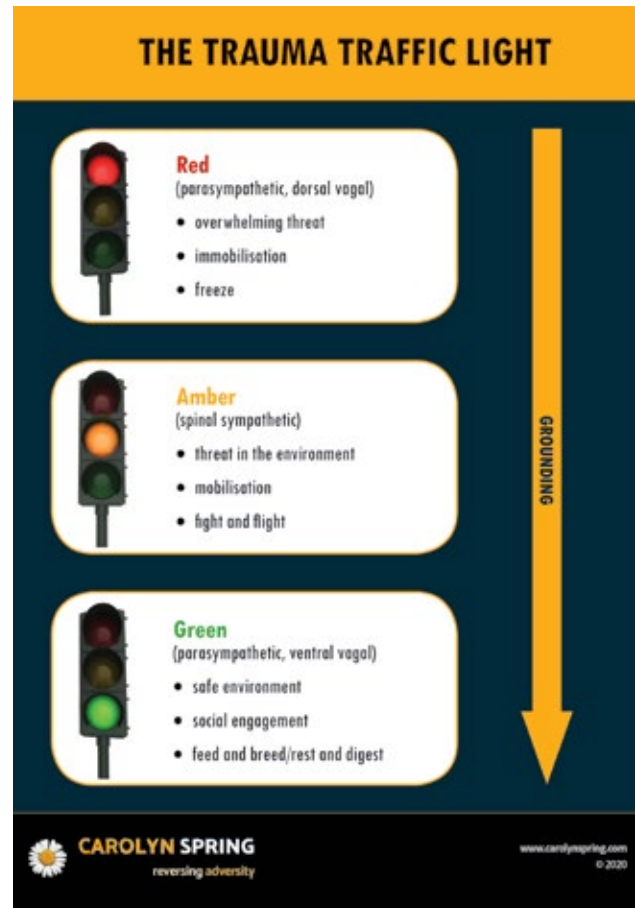 THE TRAUMA TRAFFIC LIGHT
Red
(parasympathetic, dorsal vagal)
• overwhelming threat
• immobilisation
• freeze
Amber
(spinal sympathetic)
• threat in the environment
• mobilisation
• fight and flight
Green
(parasympathetic, ventral vagal)
• safe environment
• social engagement
• feed and breed/rest and digest
GROUNDING
CAROLYN SPRING
reversing adversity
www.carolynspring.com
© 2020